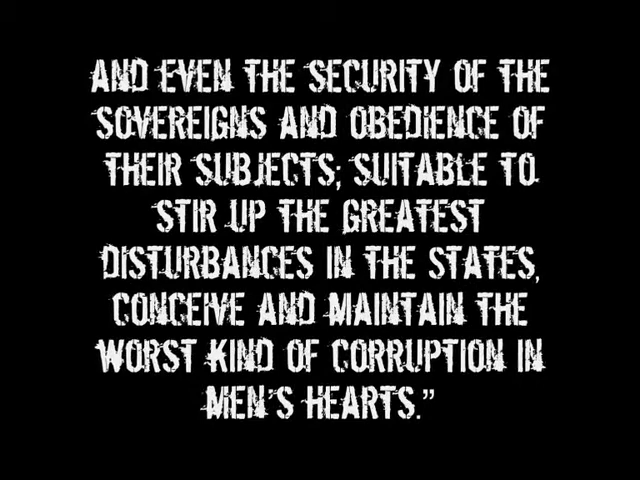 AND EVEN THE SECURITY OF THE
SOVEREIGNS AND OBEDIENCE OF
THEIR SUBJECTS; SUITABLE TO
STIR UP THE GREATEST
DISTURBANCES IN THE STATES,
CONCEIVE AND MAINTAIN THE
WORST KIND OF CORRUPTION IN
MEN'S HEARTS.”